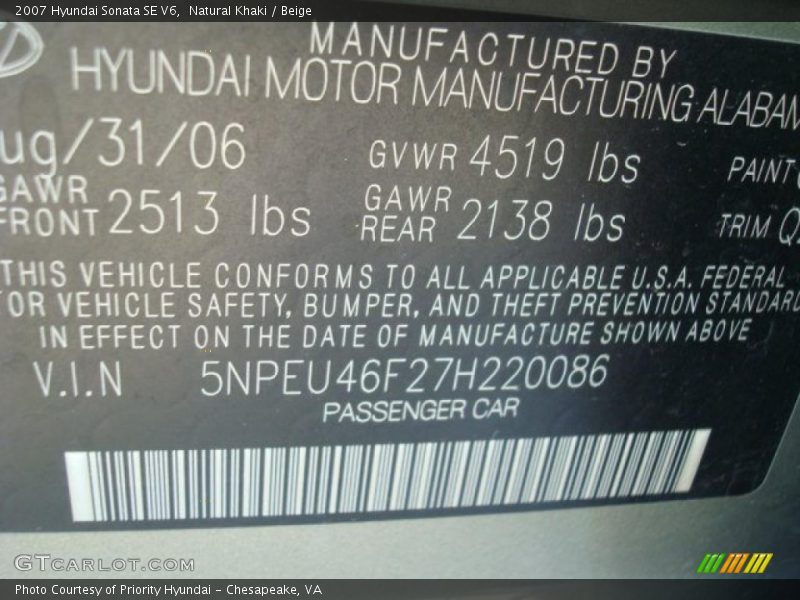 2007 Hyundai Sonata SE V6, Natural Khaki / Beige
MANUFACTURED BY
HYUNDAI MOTOR MANUFACTURING ALABAM
ug/31/06 GVWR 4519 lbs PAINT
GAWR FRONT 2513 lbs GAWR REAR 2138 lbs TRIM
THIS VEHICLE CONFORMS TO ALL APPLICABLE U.S.A. FEDERAL
OR VEHICLE SAFETY, BUMPER, AND THEFT PREVENTION STANDARD
IN EFFECT ON THE DATE OF MANUFACTURE SHOWN ABOVE
V.I.N 5NPEU46F27H220086
PASSENGER CAR
GTCARLOT.COM
Photo Courtesy of Priority Hyundai – Chesapeake, VA